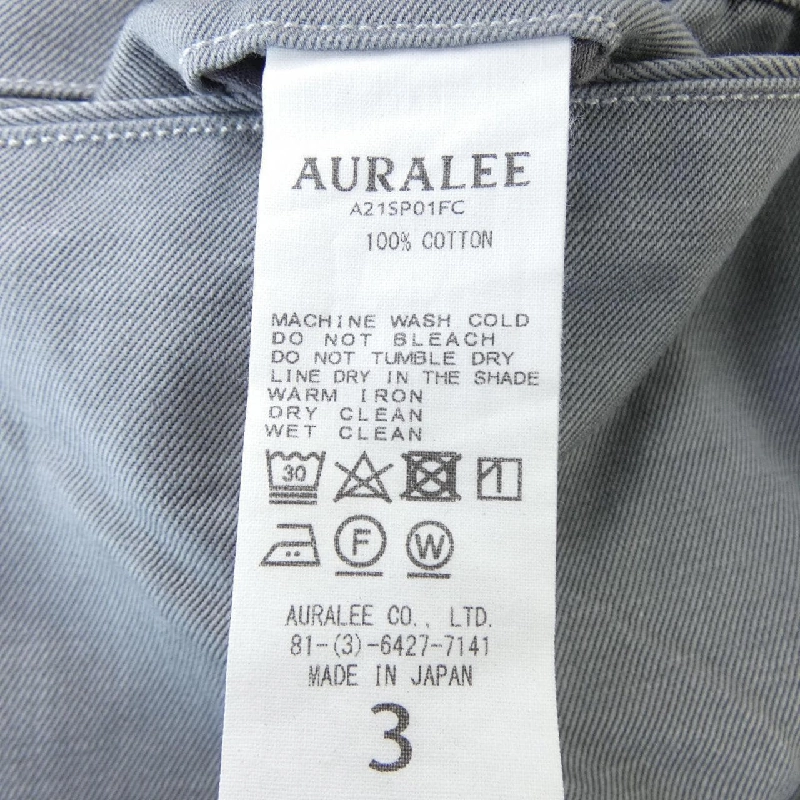 AURALEE
A21SP01FC
100% COTTON
MACHINE WASH COLD
DO NOT BLEACH
DO NOT TUMBLE DRY
LINE DRY IN THE SHADE
WARM IRON
DRY CLEAN
WET CLEAN
30
F W
AURALEE CO., LTD.
81-(3)-6427-7141
MADE IN JAPAN
3